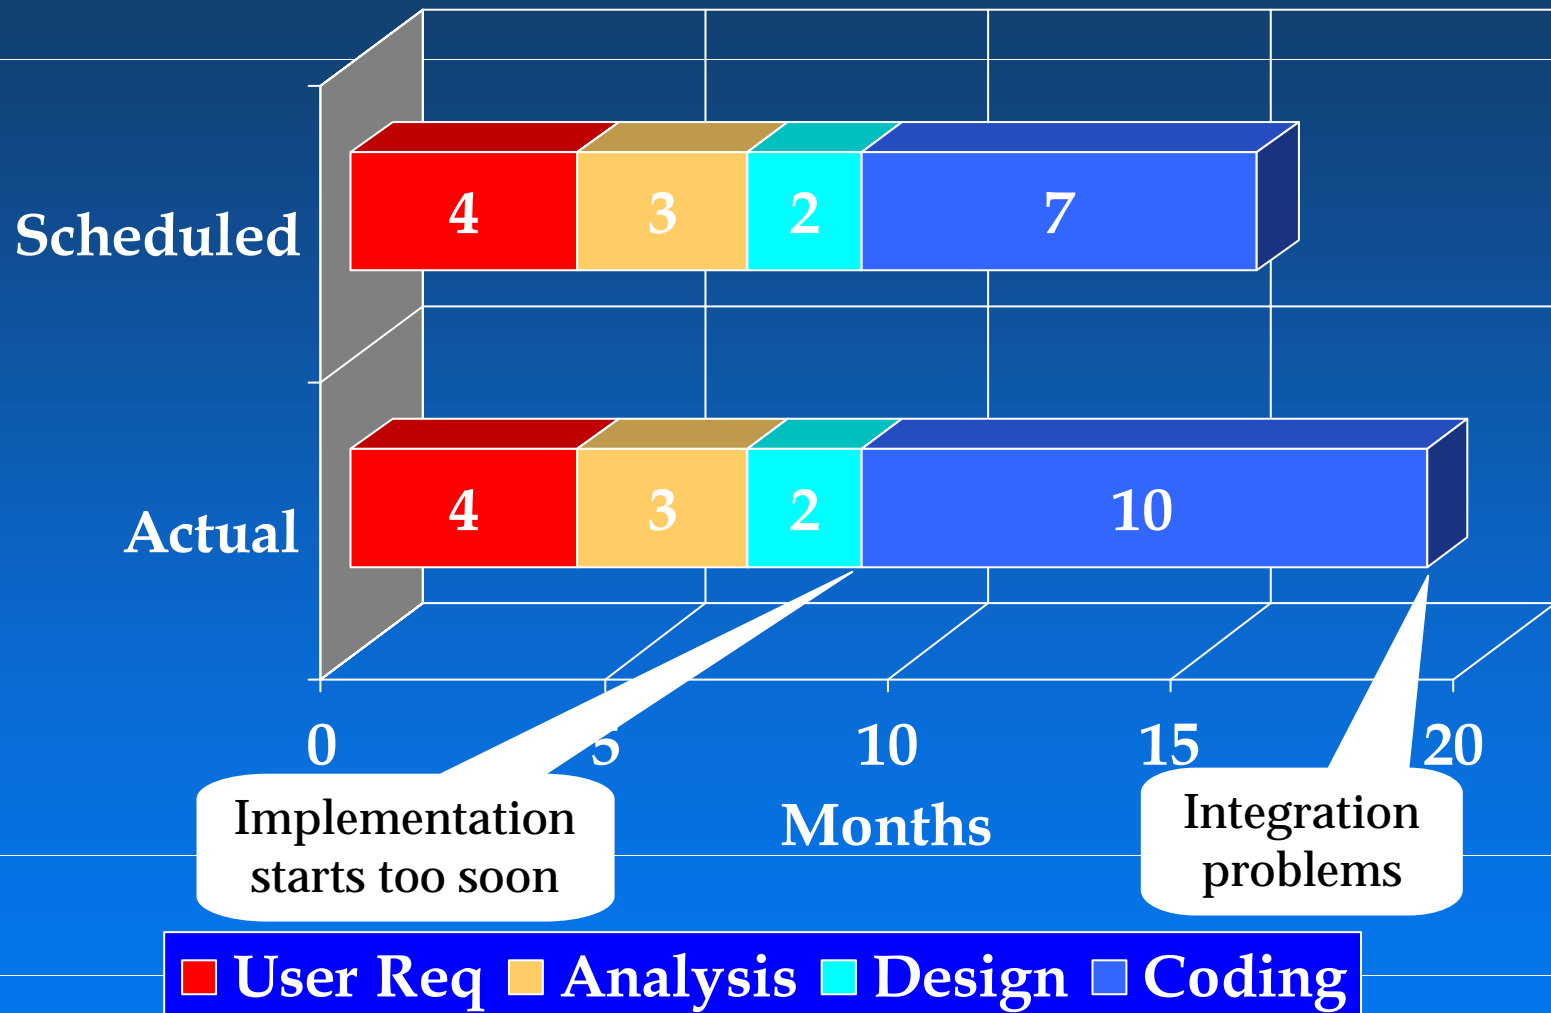 Scheduled
4 3 2 7
Actual
4 3 2 10
0 5 10 15 20
Months
Implementation
starts too soon
Integration
problems
User Req Analysis Design Coding